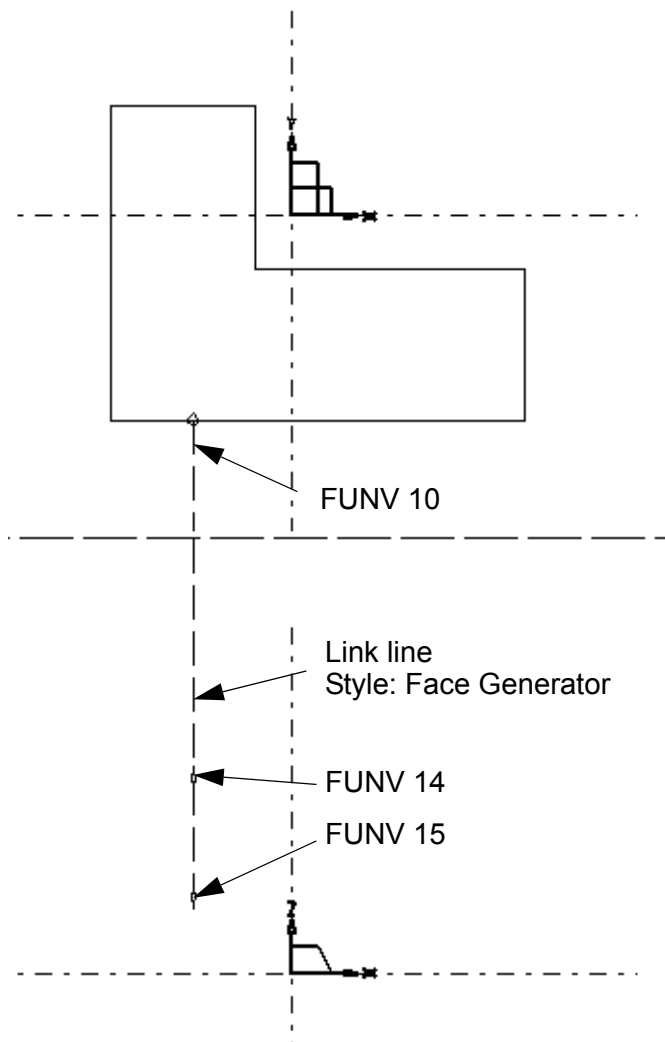 Y
X
FUNV 10
Link line
Style: Face Generator
FUNV 14
FUNV 15
Z
X